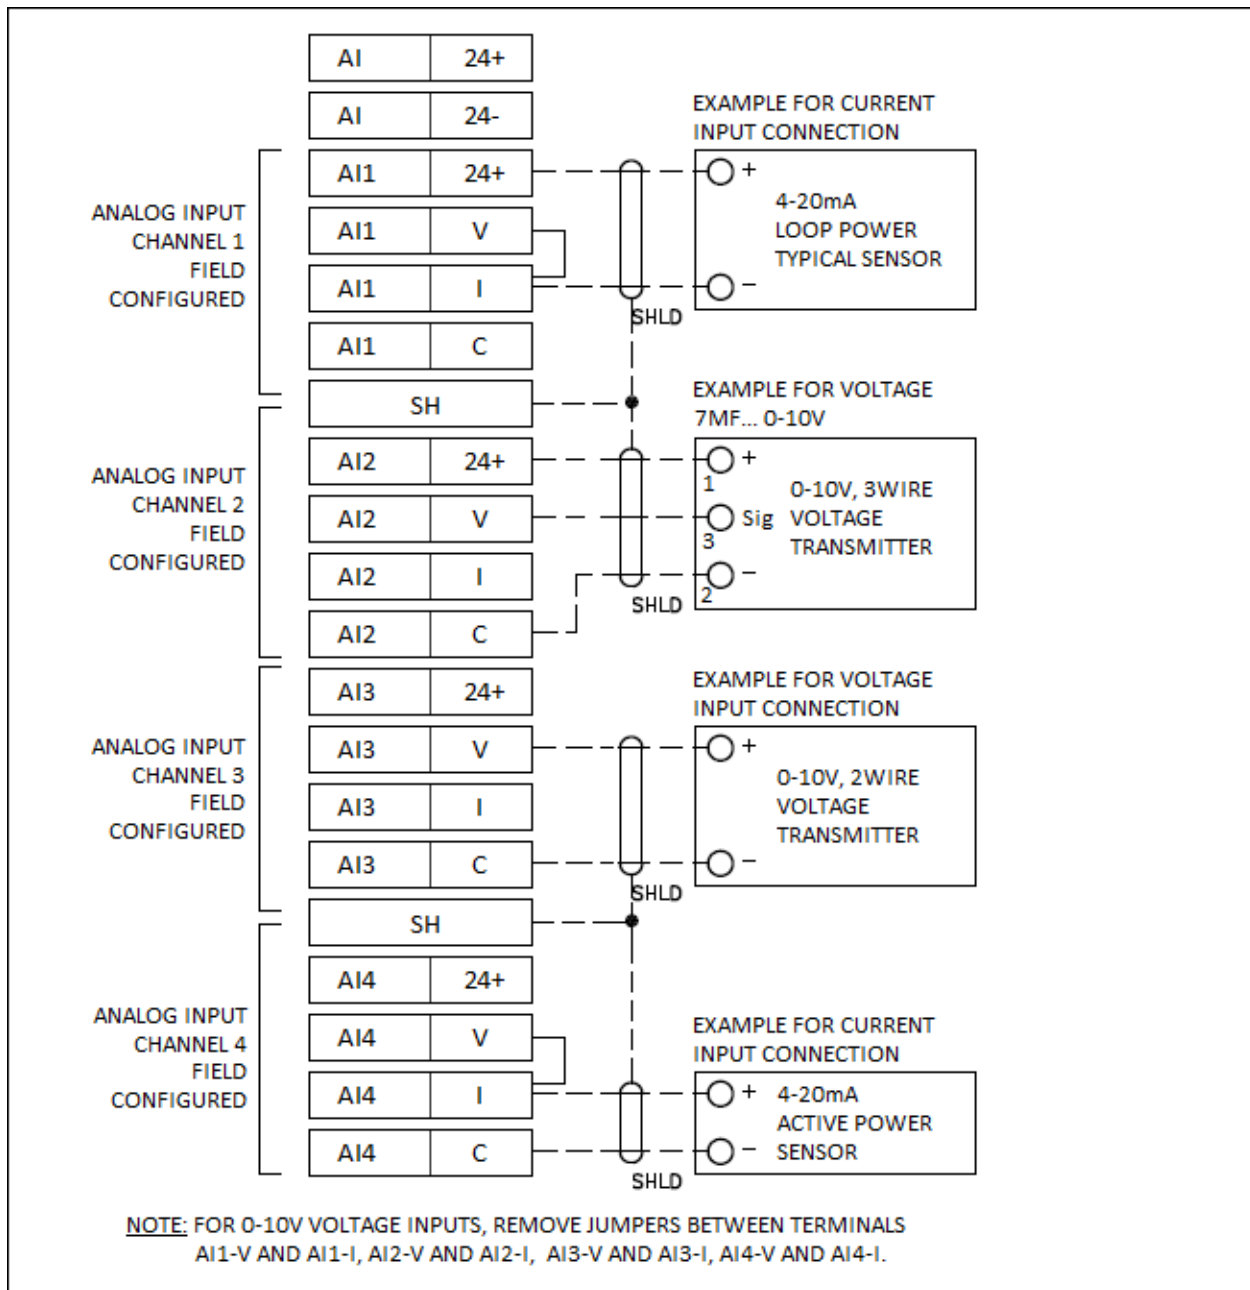 AI 24+
AI 24-
EXAMPLE FOR CURRENT
INPUT CONNECTION
ANALOG INPUT
CHANNEL 1
FIELD
CONFIGURED
AI1 24+
AI1 V
AI1 I
AI1 C
+
4-20mA
LOOP POWER
TYPICAL SENSOR
–
SHLD
SH
EXAMPLE FOR VOLTAGE
7MF... 0-10V
ANALOG INPUT
CHANNEL 2
FIELD
CONFIGURED
AI2 24+
AI2 V
AI2 I
AI2 C
+
1
0-10V, 3WIRE
Sig VOLTAGE
3
TRANSMITTER
–
2
SHLD
EXAMPLE FOR VOLTAGE
INPUT CONNECTION
ANALOG INPUT
CHANNEL 3
FIELD
CONFIGURED
AI3 24+
AI3 V
AI3 I
AI3 C
+
0-10V, 2WIRE
VOLTAGE
TRANSMITTER
–
SHLD
SH
ANALOG INPUT
CHANNEL 4
FIELD
CONFIGURED
AI4 24+
AI4 V
AI4 I
AI4 C
EXAMPLE FOR CURRENT
INPUT CONNECTION
+ 4-20mA
ACTIVE POWER
– SENSOR
SHLD
NOTE: FOR 0-10V VOLTAGE INPUTS, REMOVE JUMPERS BETWEEN TERMINALS
AI1-V AND AI1-I, AI2-V AND AI2-I, AI3-V AND AI3-I, AI4-V AND AI4-I.